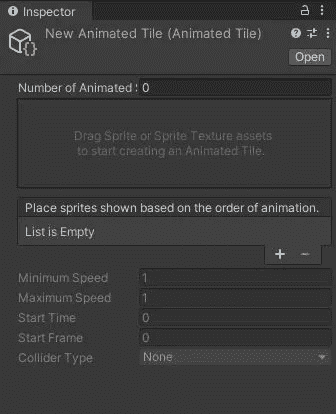 Inspector
New Animated Tile (Animated Tile)
Open
Number of Animated S 0
Drag Sprite or Sprite Texture assets
to start creating an Animated Tile.
Place sprites shown based on the order of animation.
List is Empty
+ −
Minimum Speed 1
Maximum Speed 1
Start Time 0
Start Frame 0
Collider Type None